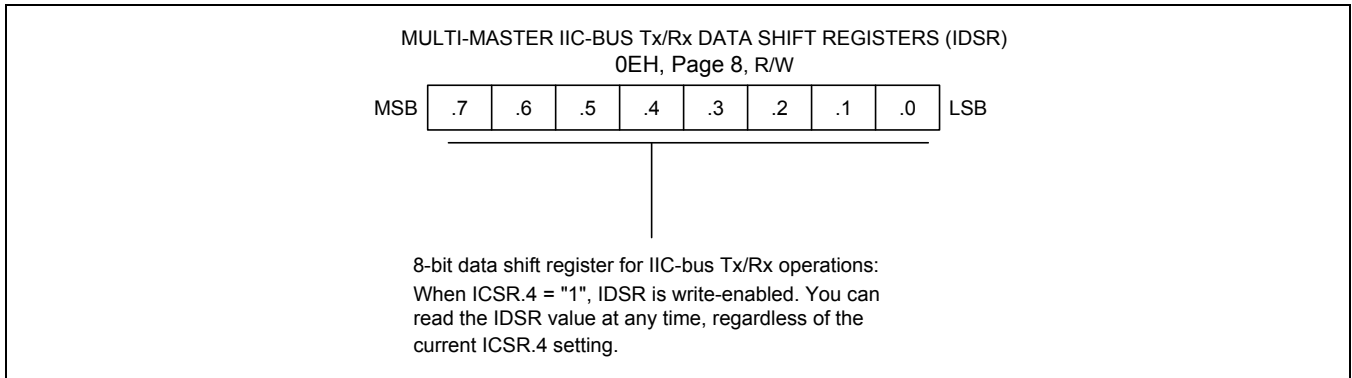 MULTI-MASTER IIC-BUS Tx/Rx DATA SHIFT REGISTERS (IDSR)
0EH, Page 8, R/W
MSB .7 .6 .5 .4 .3 .2 .1 .0 LSB
8-bit data shift register for IIC-bus Tx/Rx operations:
When ICSR.4 = "1", IDSR is write-enabled. You can
read the IDSR value at any time, regardless of the
current ICSR.4 setting.